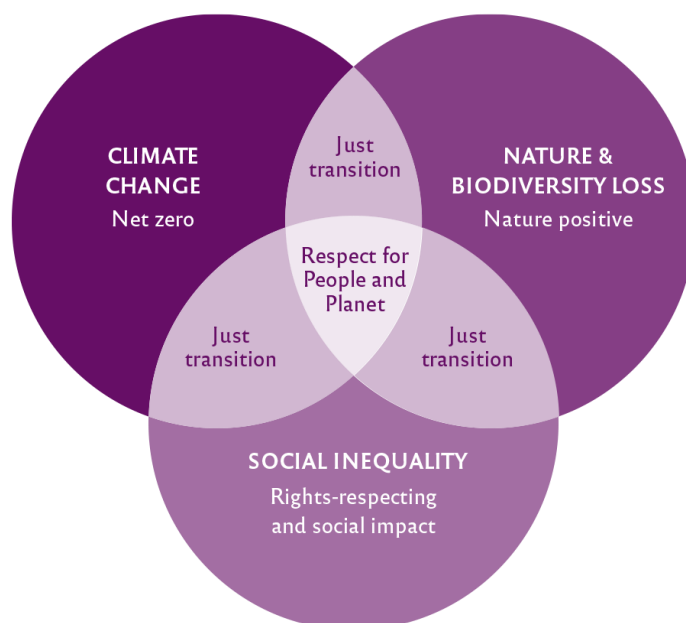 Just
transition
CLIMATE
CHANGE
Net zero
NATURE &
BIODIVERSITY LOSS
Nature positive
Respect for
People and
Planet
Just
transition
Just
transition
SOCIAL INEQUALITY
Rights-respecting
and social impact